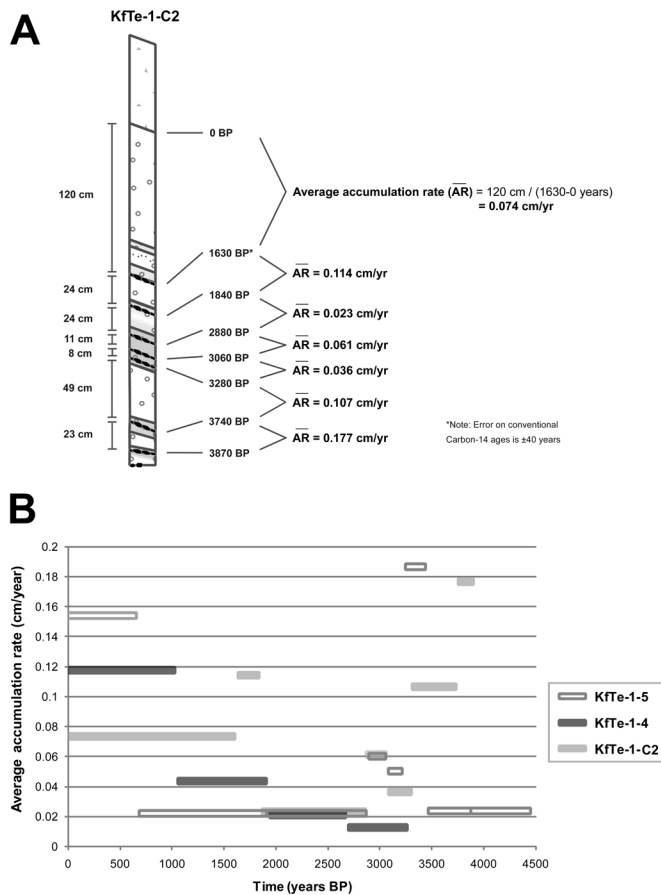 KfTe-1-C2
A
0 BP
120 cm
Average accumulation rate (AR) = 120 cm / (1630-0 years)
= 0.074 cm/yr
1630 BP*
AR = 0.114 cm/yr
24 cm
1840 BP
AR = 0.023 cm/yr
24 cm
2880 BP
11 cm
AR = 0.061 cm/yr
8 cm
3060 BP
AR = 0.036 cm/yr
3280 BP
49 cm
AR = 0.107 cm/yr
3740 BP
*Note: Error on conventional
Carbon-14 ages is ±40 years
23 cm
AR = 0.177 cm/yr
3870 BP
B
Average accumulation rate (cm/year)
0.2
0.18
0.16
0.14
0.12
0.1
0.08
0.06
0.04
0.02
0
0 500 1000 1500 2000 2500 3000 3500 4000 4500
Time (years BP)
KfTe-1-5
KfTe-1-4
KfTe-1-C2